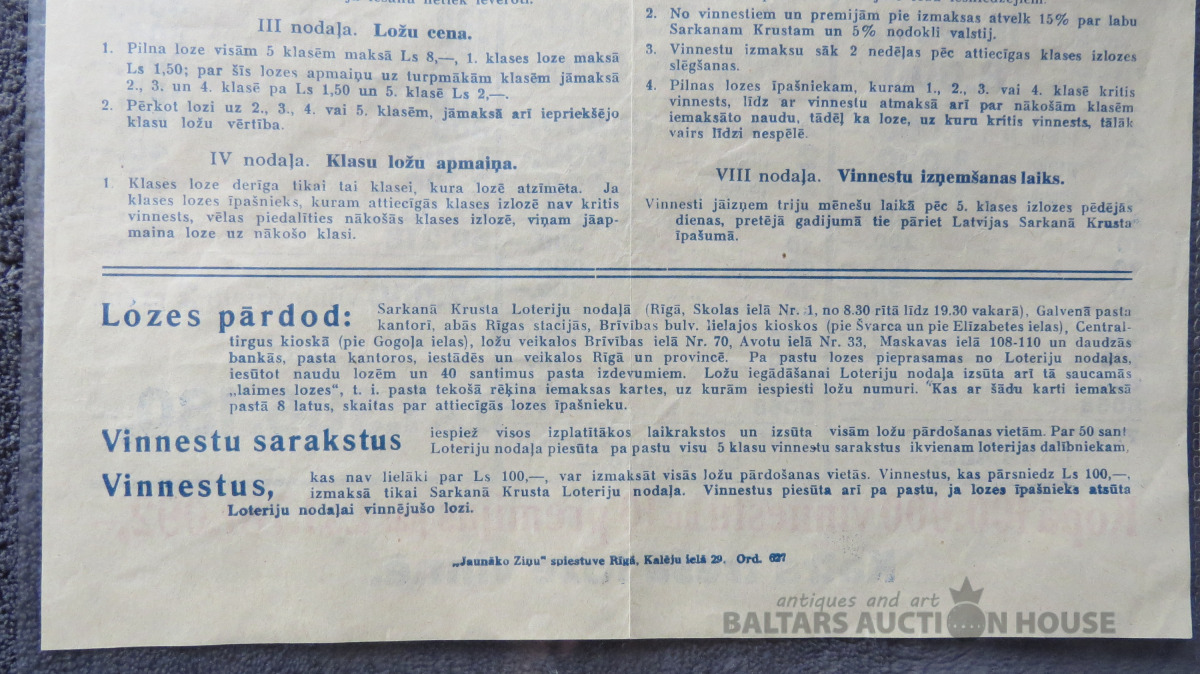 III nodaļa. Ložu cena.
1. Pilna loze visām 5 klasēm maksā Ls 8,—, 1. klases loze maksā
Ls 1,50; par šīs lozes apmaiņu uz turpmākām klasēm jāmaksā
2., 3. un 4. klasē pa Ls 1,50 un 5. klasē Ls 2,—.
2. Pērkot lozi uz 2., 3., 4. vai 5. klasēm, jāmaksā arī iepriekšējo
klasu ložu vērtība.
IV nodaļa. Klasu ložu apmaiņa.
1 Klases loze derīga tikai tai klasei, kura lozē atzīmēta. Ja
klases lozes īpašnieks, kuram attiecīgās klases izlozē nav kritis
vinnests, vēlas piedalīties nākošās klases izlozē, viņam jāap-
maina loze uz nākošo klasi.
2. No vinnestiem un premijām pie izmaksas atvelk 15% par labu
Sarkanam Krustam un 5% nodokli valstij.
3. Vinnestu izmaksu sāk 2 nedēļas pēc attiecīgas klases izlozes
slēgšanas.
4. Pilnas lozes īpašniekam, kuram 1., 2., 3. vai 4. klasē kritis
vinnests, līdz ar vinnestu atmaksā arī par nākošām klasēm
iemaksāto naudu, tādēļ ka loze, uz kuru kritis vinnests, tālāk
vairs līdzi nespēlē.
VIII nodaļa. Vinnestu izņemšanas laiks.
Vinnesti jāizņem triju mēnešu laikā pēc 5. klases izlozes pēdējās
dienas, pretējā gadijumā tie pāriet Latvijas Sarkanā Krusta
īpašumā.
Lozes pārdod: Sarkanā Krusta Loteriju nodaļā (Rīgā, Skolas ielā Nr. 1, no 8.30 rītā līdz 19.30 vakarā), Galvenā pasta
kantorī, abās Rīgas stacijās, Brīvības bulv. lielajos kioskos (pie Švarca un pie Elīzabetes ielas), Central-
tirgus kioskā (pie Gogoļa ielas), ložu veikalos Brīvības ielā Nr. 70, Avotu ielā Nr. 33, Maskavas ielā 108-110 un daudzās
bankās, pasta kantoros, iestādēs un veikalos Rīgā un provincē. Pa pastu lozes pieprasamas no Loteriju nodaļas,
iesūtot naudu lozēm un 40 santimus pasta izdevumiem. Ložu iegādāšanai Loteriju nodaļa izsūta arī tā saucamās
„laimes lozes“, t. i. pasta tekošā rēķina iemaksas kartes, uz kurām iespiesti ložu numuri. Kas ar šādu karti iemaksā
pastā 8 latus, skaitas par attiecīgās lozes īpašnieku.
Vinnestu sarakstus iespiež visos izplatītākos laikrakstos un izsūta visām ložu pārdošanas vietām. Par 50 sant
Loteriju nodaļa piesūta pa pastu visu 5 klasu vinnestu sarakstus ikvienam loterijas dalībniekam.
Vinnestus, kas nav lielāki par Ls 100,—, var izmaksāt visās ložu pārdošanas vietās. Vinnestus, kas pārsniedz Ls 100,—,
izmaksā tikai Sarkanā Krusta Loteriju nodaļa. Vinnestus piesūta arī pa pastu, ja lozes īpašnieks atsūta
Loteriju nodaļai vinnējušo lozi.
„Jaunāko Ziņu“ spiestuve Rīgā, Kalēju ielā 29. Ord. 627
antiques and art
BALTARS AUCTION HOUSE